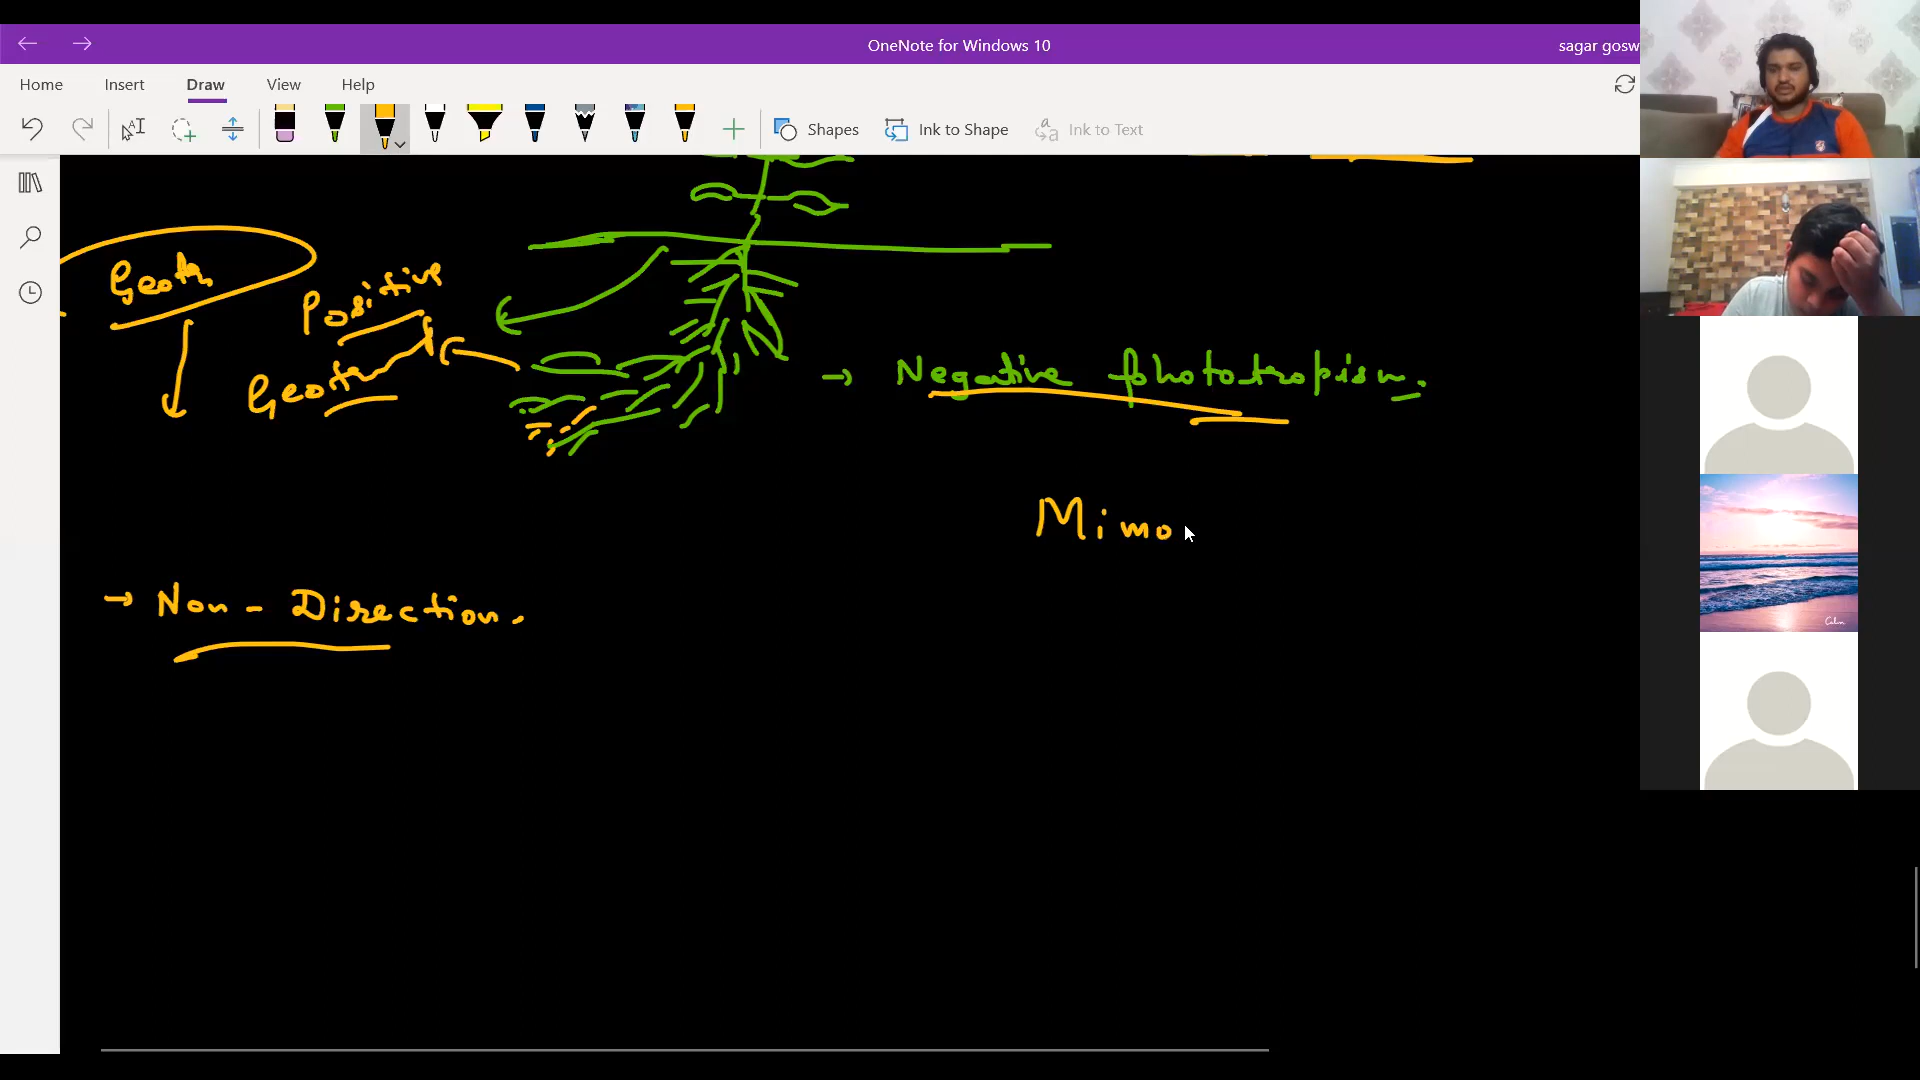 OneNote for Windows 10
sagar gosw
Home Insert Draw View Help
Shapes Ink to Shape Ink to Text
Geotr
Positive
Geotr
→ Negative phototropism.
Mimo
→ Non - Direction.
Calm